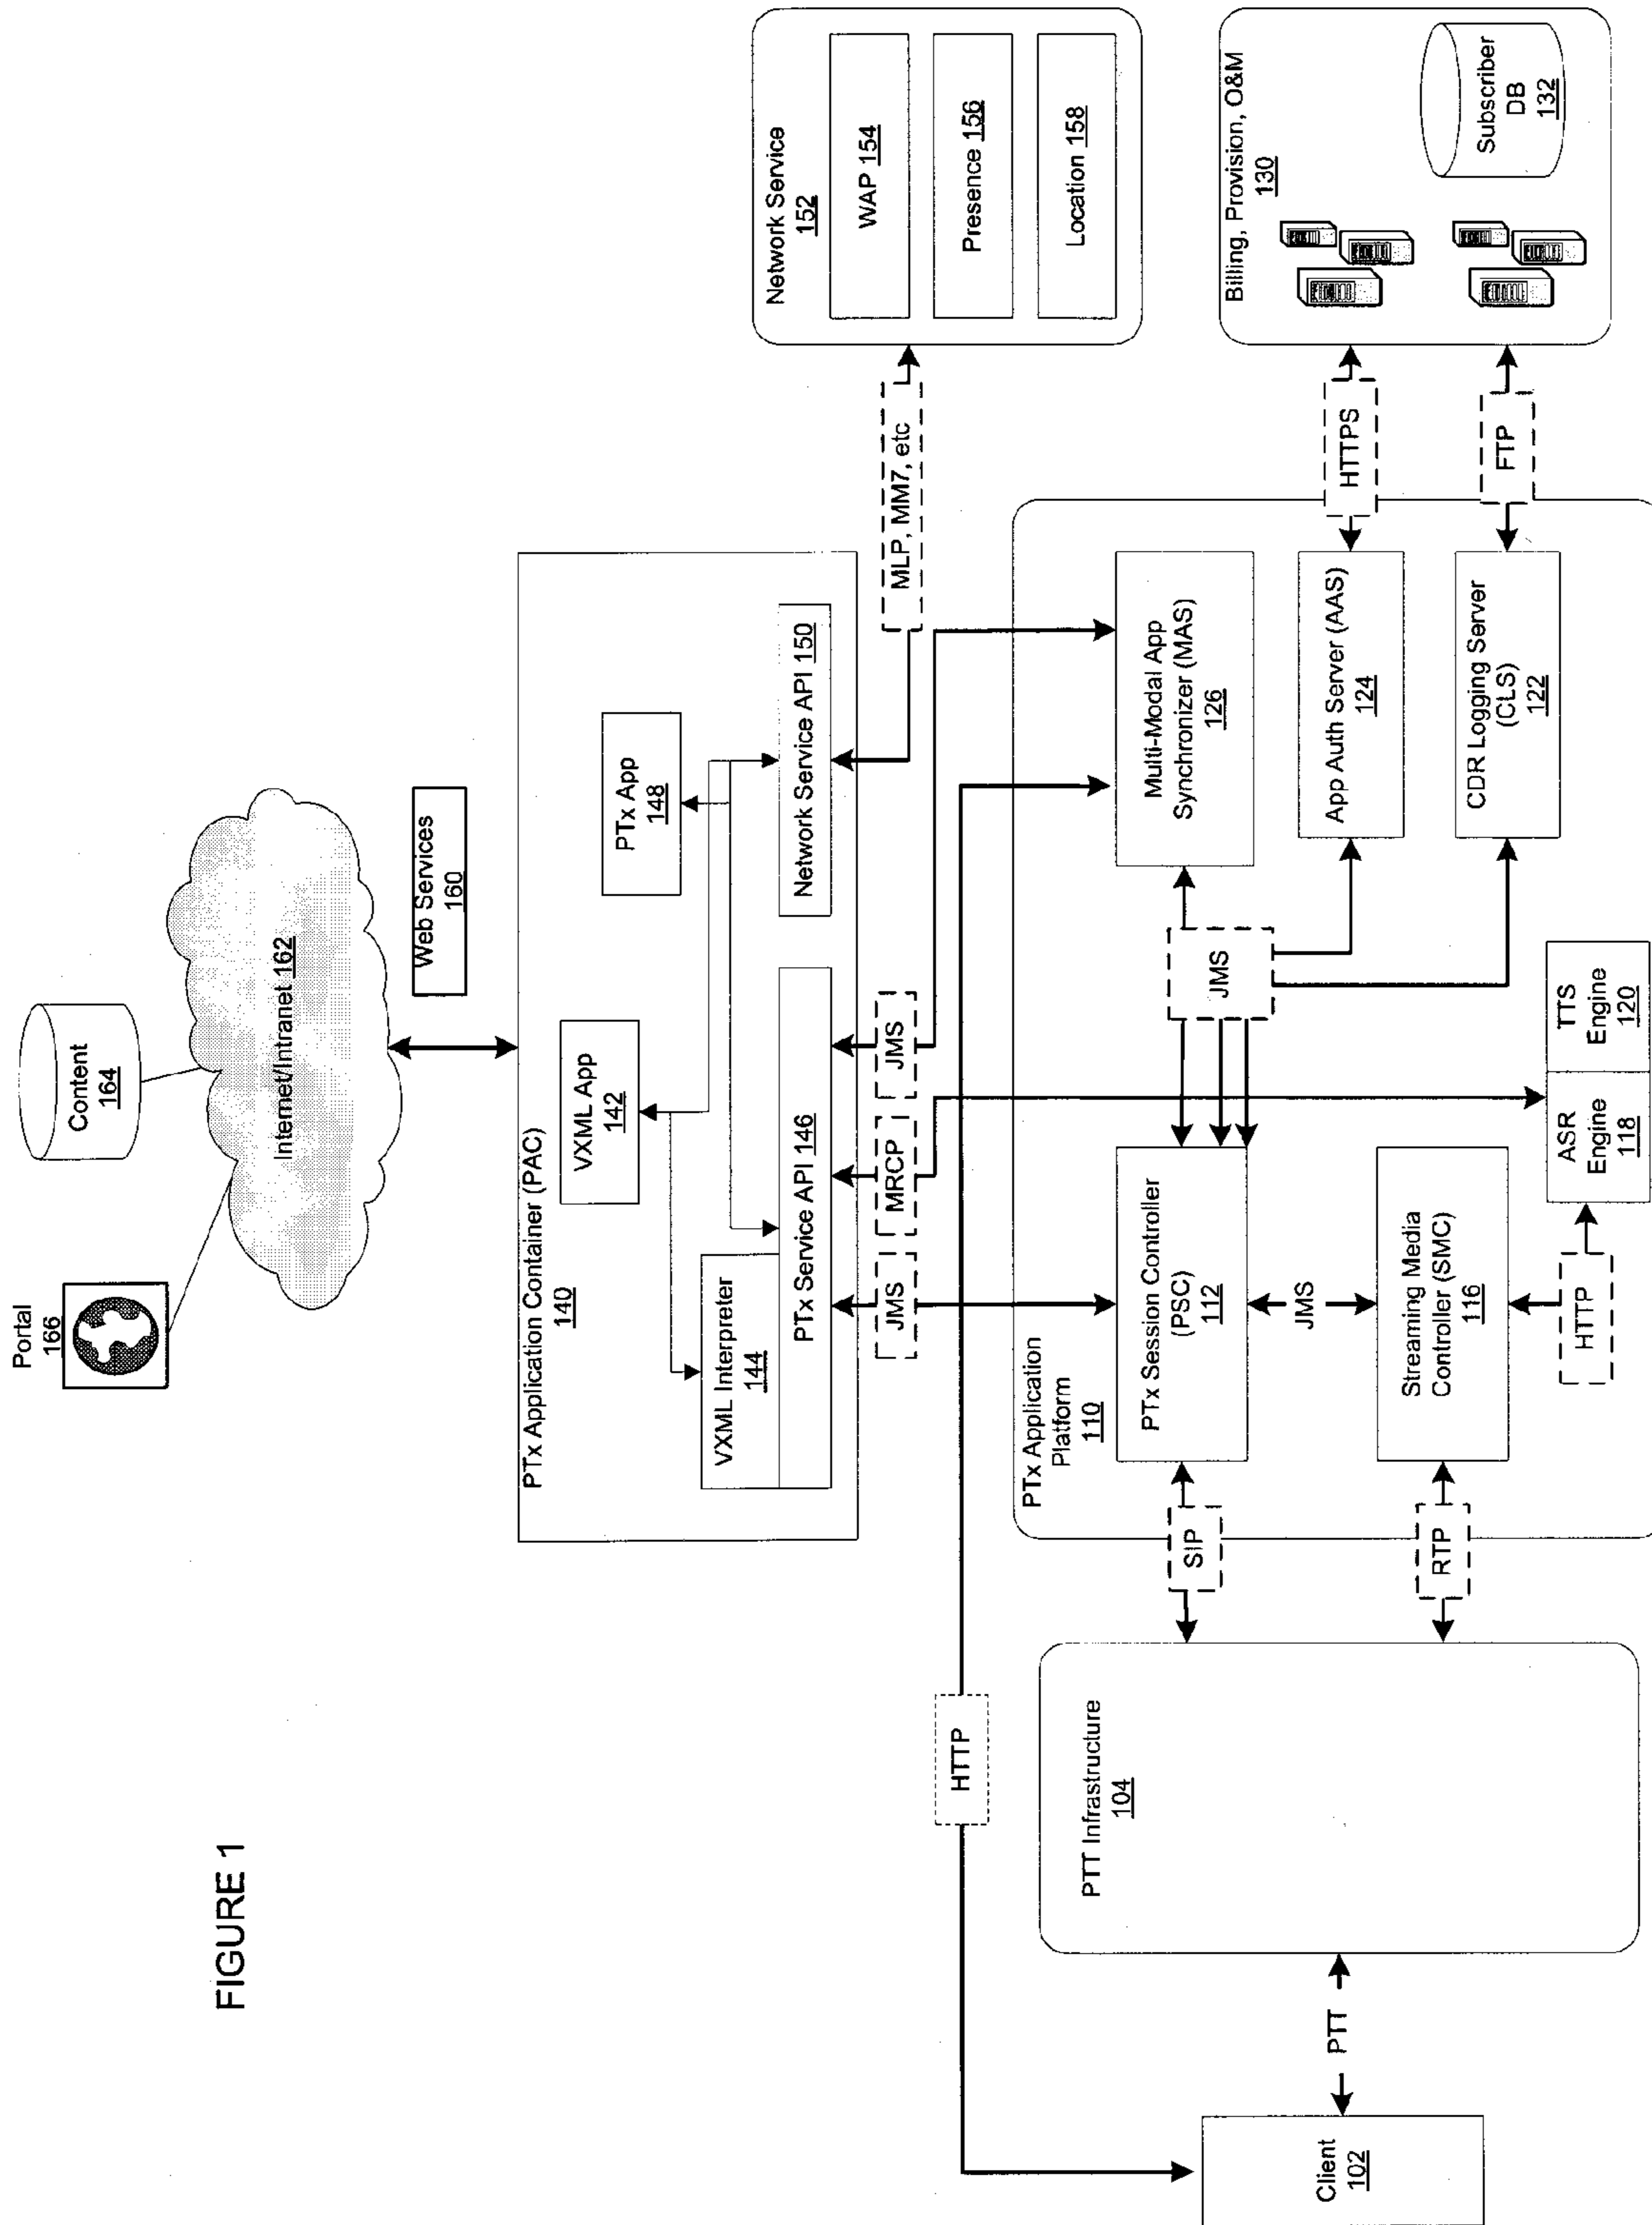 FIGURE 1
Portal
166
Content
164
Internet/Intranet 162
Web Services
160
PTx Application Container (PAC)
140
VXML App
142
PTx App
148
VXML Interpreter
144
PTx Service API 146
Network Service API 150
JMS
MRCP
JMS
MLP, MM7, etc
Network Service
152
WAP 154
Presence 156
Location 158
HTTP
PTx Application
Platform
110
PTx Session Controller
(PSC)
112
JMS
Streaming Media
Controller (SMC)
116
HTTP
ASR
Engine
118
TTS
Engine
120
JMS
Multi-Modal App
Synchronizer (MAS)
126
App Auth Server (AAS)
124
CDR Logging Server
(CLS)
122
HTTPS
FTP
Billing, Provision, O&M
130
Subscriber
DB
132
SIP
RTP
PTT Infrastructure
104
PTT
Client
102